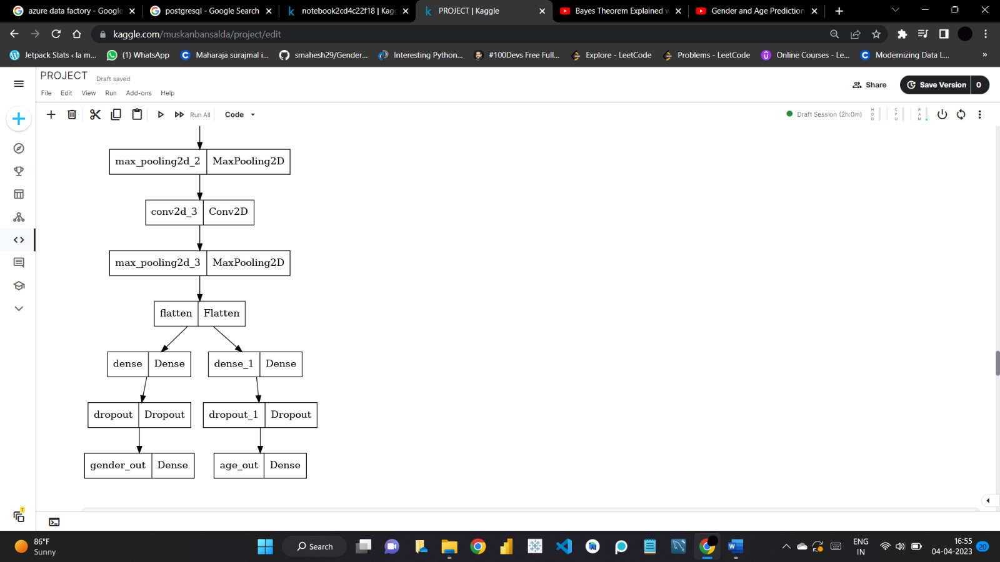 azure data factory - Google
postgresql - Google Search
notebook2cd4c22f18 | Kag
PROJECT | Kaggle
Bayes Theorem Explained w
Gender and Age Prediction
kaggle.com/muskanbansalda/project/edit
Jetpack Stats ‹ la m...
(1) WhatsApp
Maharaja surajmal i...
smahesh29/Gender...
Interesting Python...
#100Devs Free Full...
Explore - LeetCode
Problems - LeetCode
Online Courses - Le...
Modernizing Data L...
»
PROJECT
Draft saved
File Edit View Run Add-ons Help
Share
Save Version 0
Run All
Code
Draft Session (2h:0m)
HDD
CPU
RAM
max_pooling2d_2 MaxPooling2D
conv2d_3 Conv2D
max_pooling2d_3 MaxPooling2D
flatten Flatten
dense Dense
dense_1 Dense
dropout Dropout
dropout_1 Dropout
gender_out Dense
age_out Dense
1
86°F
Sunny
Search
ENG
IN
16:55
04-04-2023
20